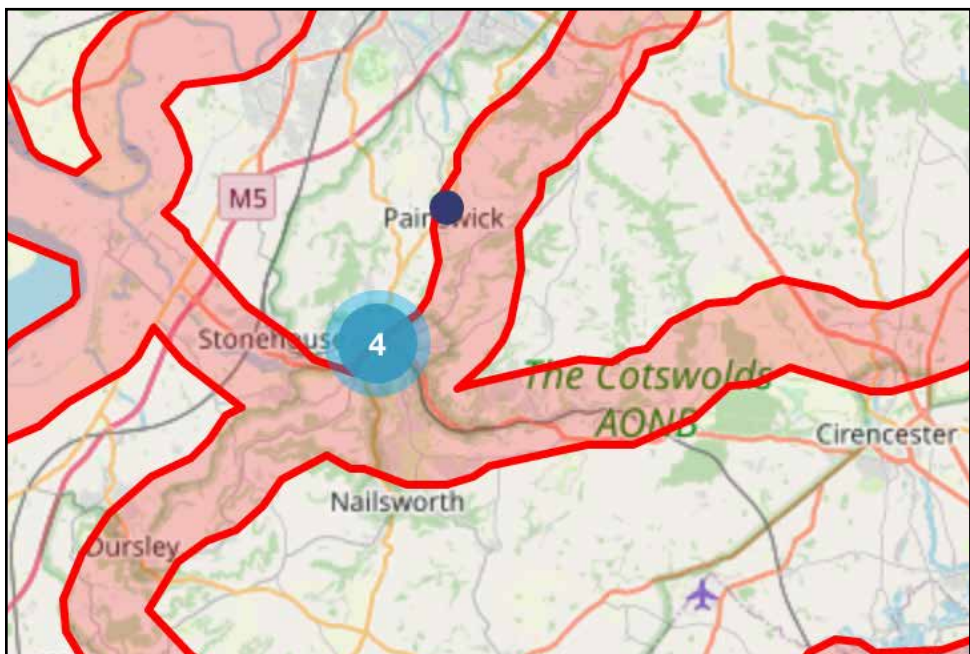 M5
Painswick
Stonehouse
4
The Cotswolds
AONB
Cirencester
Nailsworth
Dursley